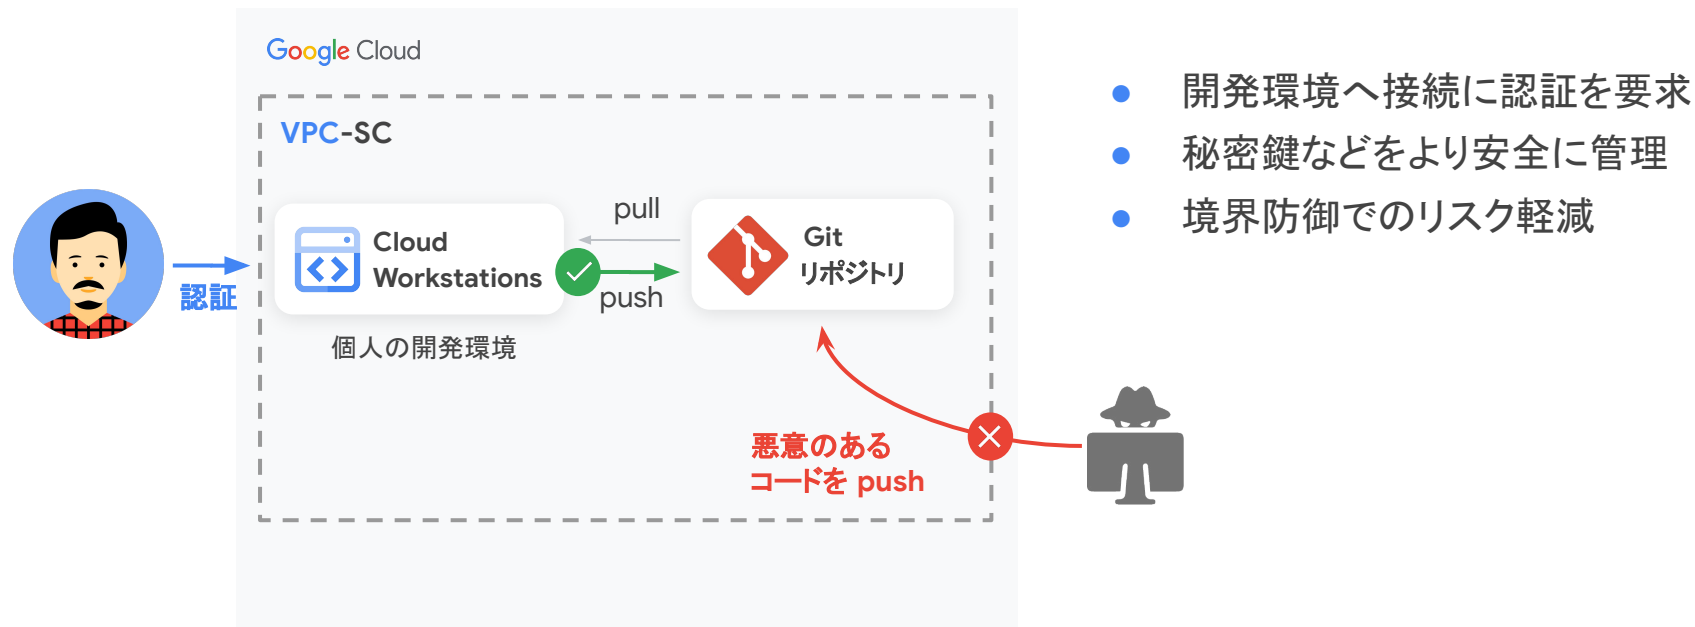 Google Cloud
VPC-SC
認証
Cloud
Workstations
個人の開発環境
pull
push
Git
リポジトリ
悪意のある
コードを push
● 開発環境へ接続に認証を要求
● 秘密鍵などをより安全に管理
● 境界防御でのリスク軽減